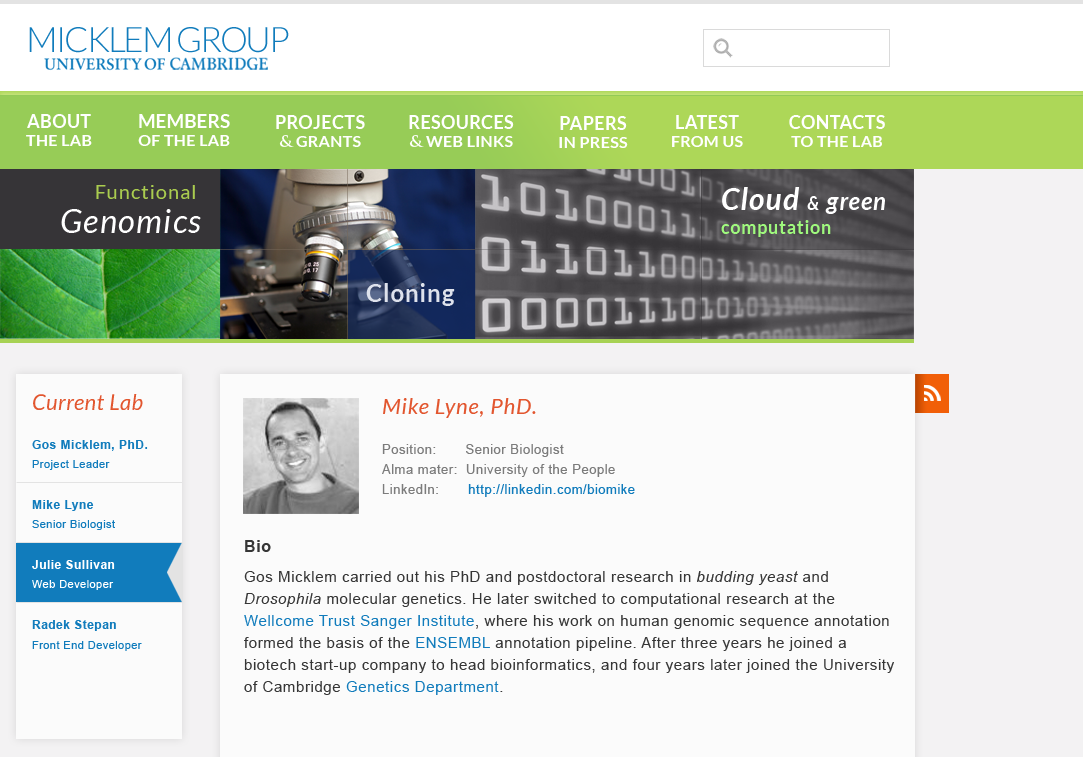 MICKLEM GROUP
UNIVERSITY OF CAMBRIDGE
ABOUT
THE LAB
MEMBERS
OF THE LAB
PROJECTS
& GRANTS
RESOURCES
& WEB LINKS
PAPERS
IN PRESS
LATEST
FROM US
CONTACTS
TO THE LAB
Functional
Genomics
Cloning
Cloud & green
computation
Current Lab
Gos Micklem, PhD.
Project Leader
Mike Lyne
Senior Biologist
Julie Sullivan
Web Developer
Radek Stepan
Front End Developer
Mike Lyne, PhD.
Position: Senior Biologist
Alma mater: University of the People
LinkedIn: http://linkedin.com/biomike
Bio
Gos Micklem carried out his PhD and postdoctoral research in budding yeast and
Drosophila molecular genetics. He later switched to computational research at the
Wellcome Trust Sanger Institute, where his work on human genomic sequence annotation
formed the basis of the ENSEMBL annotation pipeline. After three years he joined a
biotech start-up company to head bioinformatics, and four years later joined the University
of Cambridge Genetics Department.